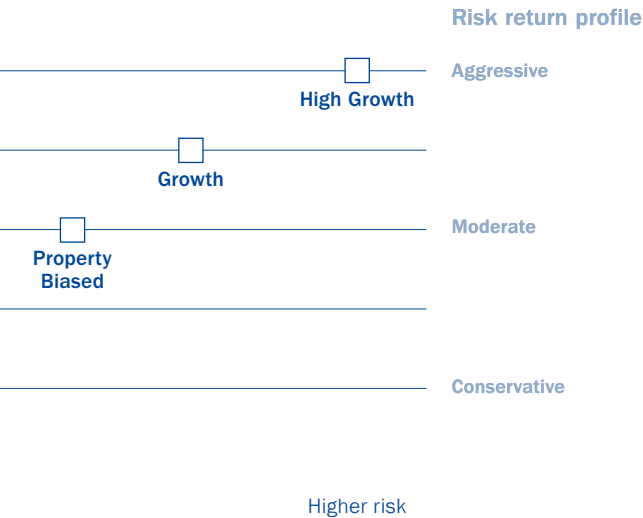 Risk return profile
Aggressive
High Growth
Growth
Moderate
Property
Biased
Conservative
Higher risk